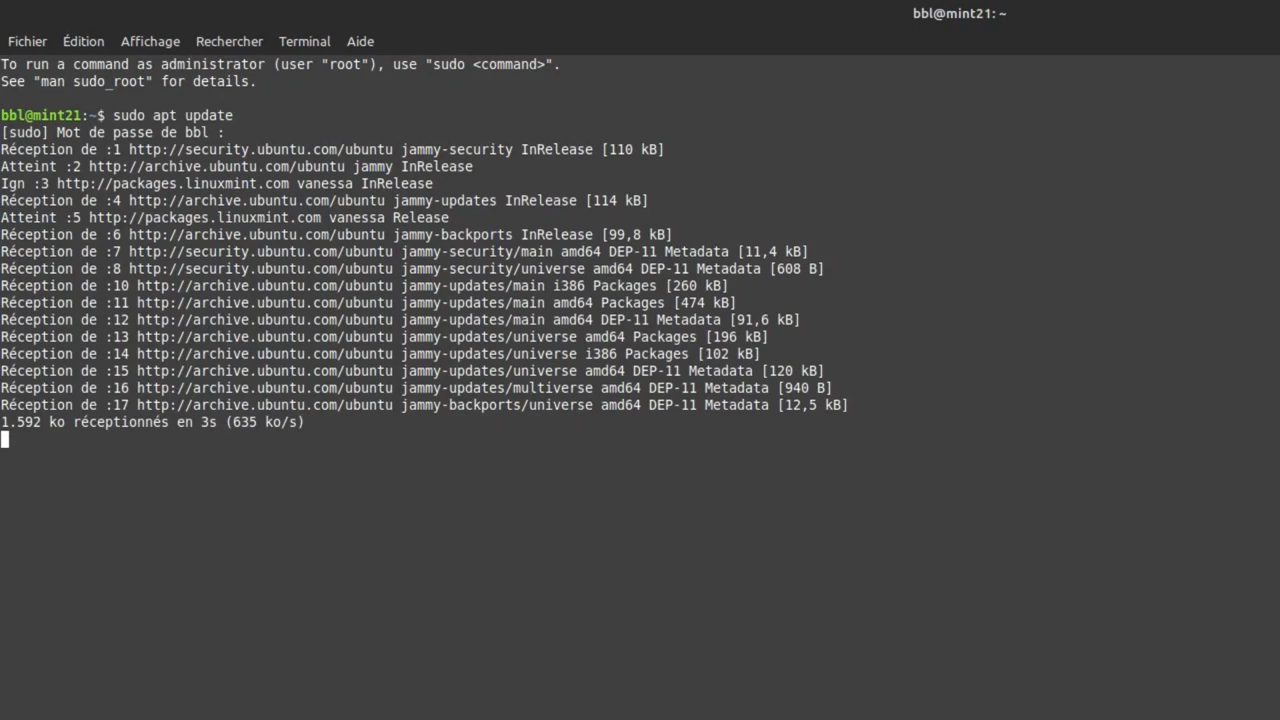 bbl@mint21: ~
Fichier Édition Affichage Rechercher Terminal Aide
To run a command as administrator (user "root"), use "sudo <command>".
See "man sudo_root" for details.
bbl@mint21:~$ sudo apt update
[sudo] Mot de passe de bbl :
Réception de :1 http://security.ubuntu.com/ubuntu jammy-security InRelease [110 kB]
Atteint :2 http://archive.ubuntu.com/ubuntu jammy InRelease
Ign :3 http://packages.linuxmint.com vanessa InRelease
Réception de :4 http://archive.ubuntu.com/ubuntu jammy-updates InRelease [114 kB]
Atteint :5 http://packages.linuxmint.com vanessa Release
Réception de :6 http://archive.ubuntu.com/ubuntu jammy-backports InRelease [99,8 kB]
Réception de :7 http://security.ubuntu.com/ubuntu jammy-security/main amd64 DEP-11 Metadata [11,4 kB]
Réception de :8 http://security.ubuntu.com/ubuntu jammy-security/universe amd64 DEP-11 Metadata [608 B]
Réception de :10 http://archive.ubuntu.com/ubuntu jammy-updates/main i386 Packages [260 kB]
Réception de :11 http://archive.ubuntu.com/ubuntu jammy-updates/main amd64 Packages [474 kB]
Réception de :12 http://archive.ubuntu.com/ubuntu jammy-updates/main amd64 DEP-11 Metadata [91,6 kB]
Réception de :13 http://archive.ubuntu.com/ubuntu jammy-updates/universe amd64 Packages [196 kB]
Réception de :14 http://archive.ubuntu.com/ubuntu jammy-updates/universe i386 Packages [102 kB]
Réception de :15 http://archive.ubuntu.com/ubuntu jammy-updates/universe amd64 DEP-11 Metadata [120 kB]
Réception de :16 http://archive.ubuntu.com/ubuntu jammy-updates/multiverse amd64 DEP-11 Metadata [940 B]
Réception de :17 http://archive.ubuntu.com/ubuntu jammy-backports/universe amd64 DEP-11 Metadata [12,5 kB]
1.592 ko réceptionnés en 3s (635 ko/s)